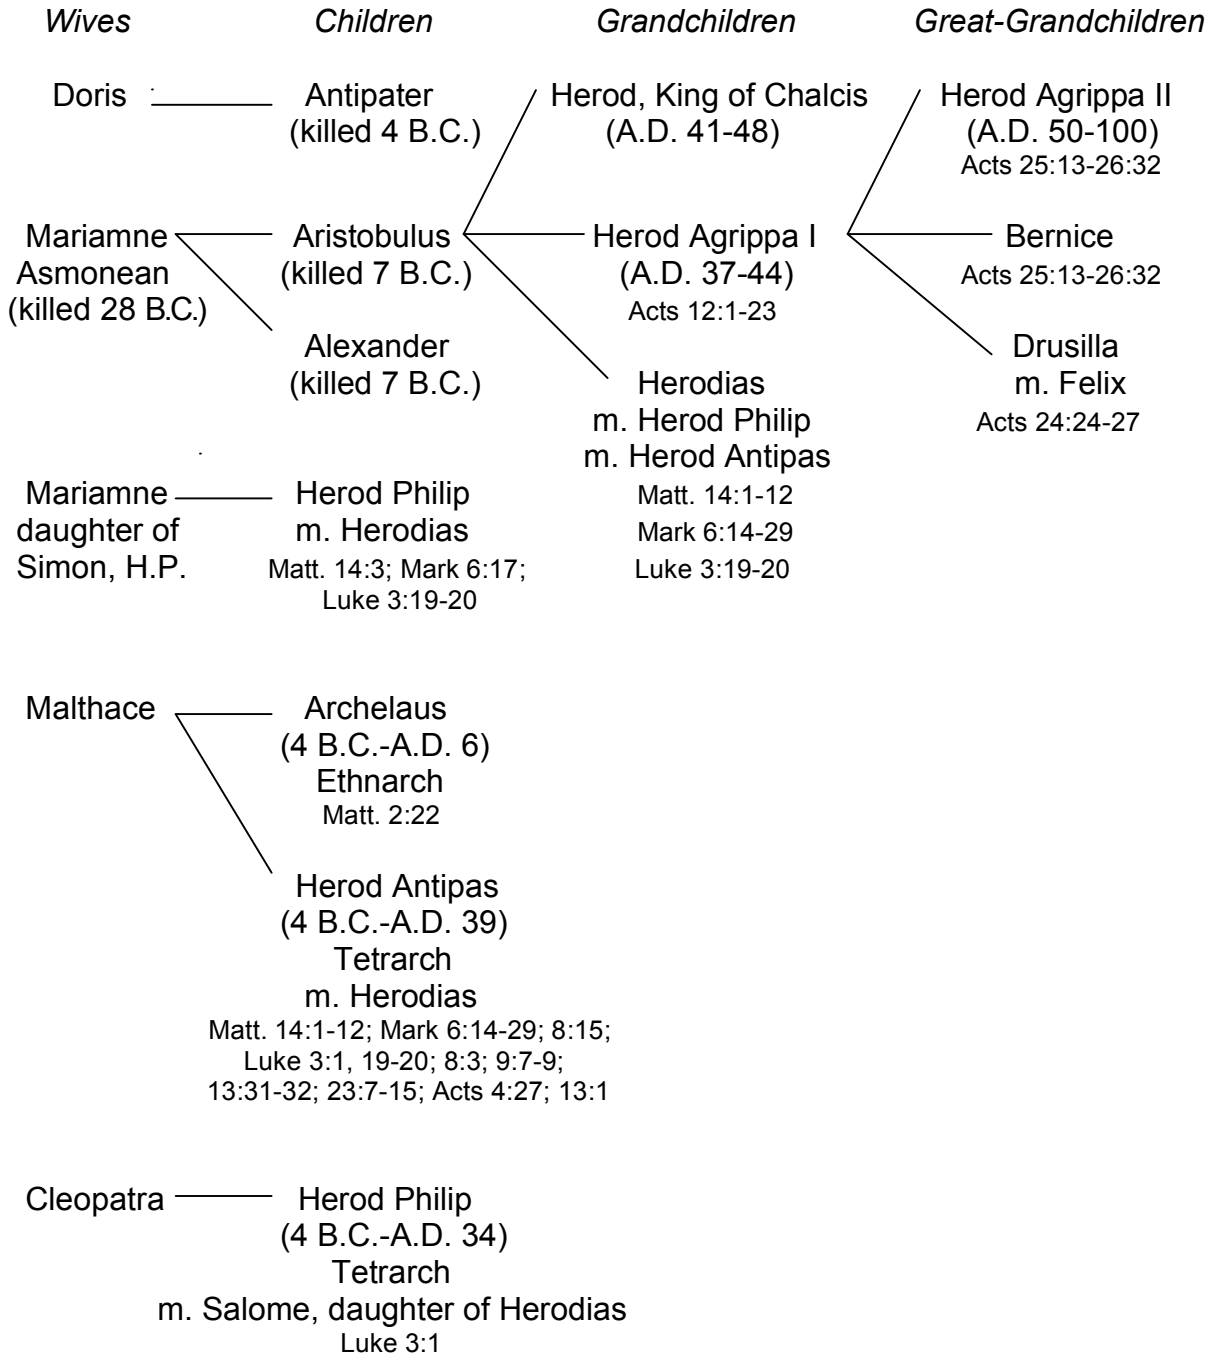 Wives Children Grandchildren Great-Grandchildren
Doris Antipater Herod, King of Chalcis Herod Agrippa II
(killed 4 B.C.) (A.D. 41-48) (A.D. 50-100)
Acts 25:13-26:32
Mariamne Aristobulus Herod Agrippa I Bernice
Asmonean (killed 7 B.C.) (A.D. 37-44) Acts 25:13-26:32
(killed 28 B.C.) Acts 12:1-23
Alexander Drusilla
(killed 7 B.C.) Herodias m. Felix
m. Herod Philip Acts 24:24-27
m. Herod Antipas
Mariamne Herod Philip Matt. 14:1-12
daughter of m. Herodias Mark 6:14-29
Simon, H.P. Matt. 14:3; Mark 6:17; Luke 3:19-20
Luke 3:19-20
Malthace Archelaus
(4 B.C.-A.D. 6)
Ethnarch
Matt. 2:22
Herod Antipas
(4 B.C.-A.D. 39)
Tetrarch
m. Herodias
Matt. 14:1-12; Mark 6:14-29; 8:15;
Luke 3:1, 19-20; 8:3; 9:7-9;
13:31-32; 23:7-15; Acts 4:27; 13:1
Cleopatra Herod Philip
(4 B.C.-A.D. 34)
Tetrarch
m. Salome, daughter of Herodias
Luke 3:1